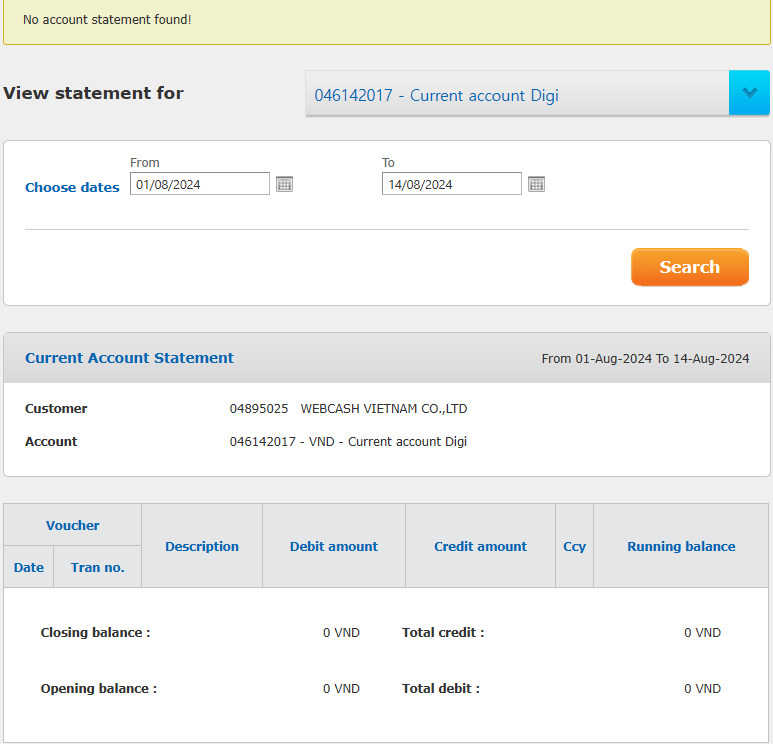 No account statement found!
View statement for
046142017 - Current account Digi
From
To
Choose dates
01/08/2024
14/08/2024
Search
Current Account Statement
From 01-Aug-2024 To 14-Aug-2024
Customer
04895025 WEBCASH VIETNAM CO.,LTD
Account
046142017 - VND - Current account Digi
Voucher
Date
Tran no.
Description
Debit amount
Credit amount
Ccy
Running balance
Closing balance :
0 VND
Total credit :
0 VND
Opening balance :
0 VND
Total debit :
0 VND